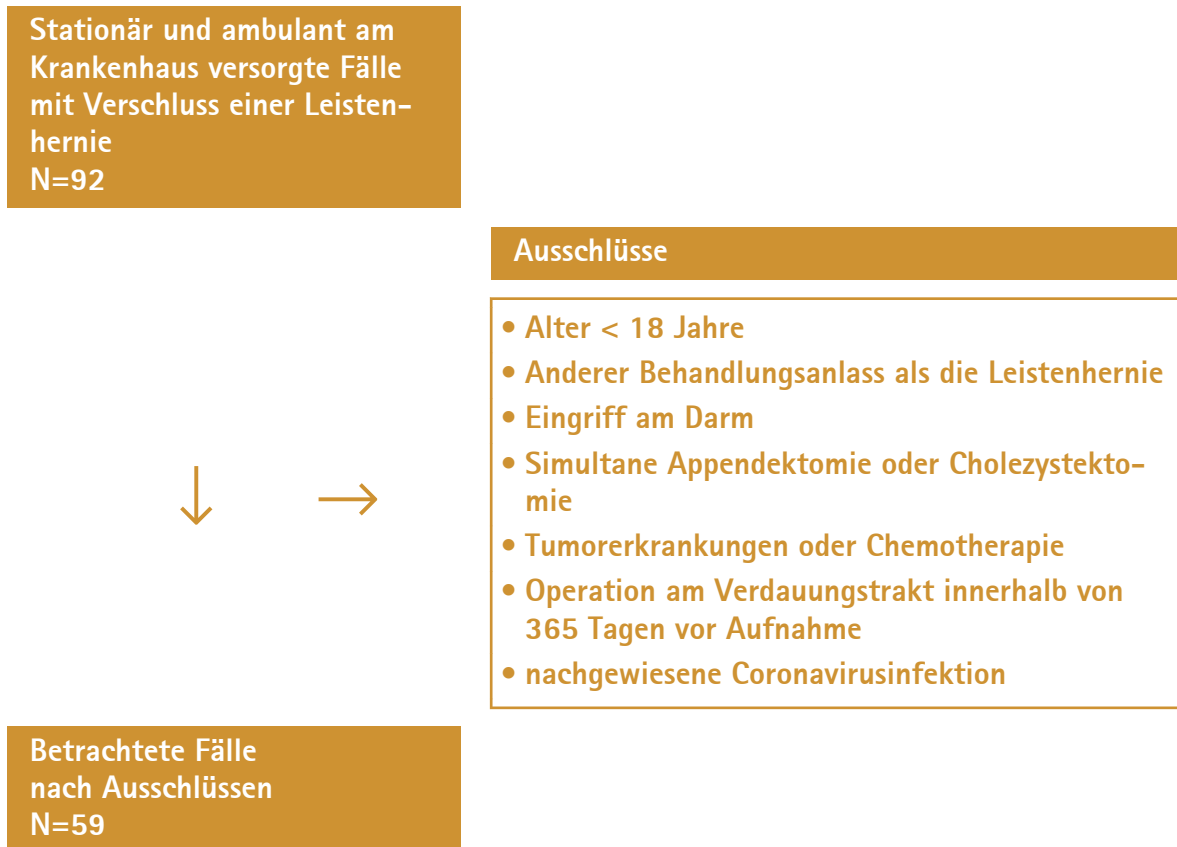 Stationär und ambulant am
Krankenhaus versorgte Fälle
mit Verschluss einer Leisten-
hernie
N=92
Ausschlüsse
• Alter < 18 Jahre
• Anderer Behandlungsanlass als die Leistenhernie
• Eingriff am Darm
• Simultane Appendektomie oder Cholezystekto-
mie
• Tumorerkrankungen oder Chemotherapie
• Operation am Verdauungstrakt innerhalb von
365 Tagen vor Aufnahme
• nachgewiesene Coronavirusinfektion
Betrachtete Fälle
nach Ausschlüssen
N=59